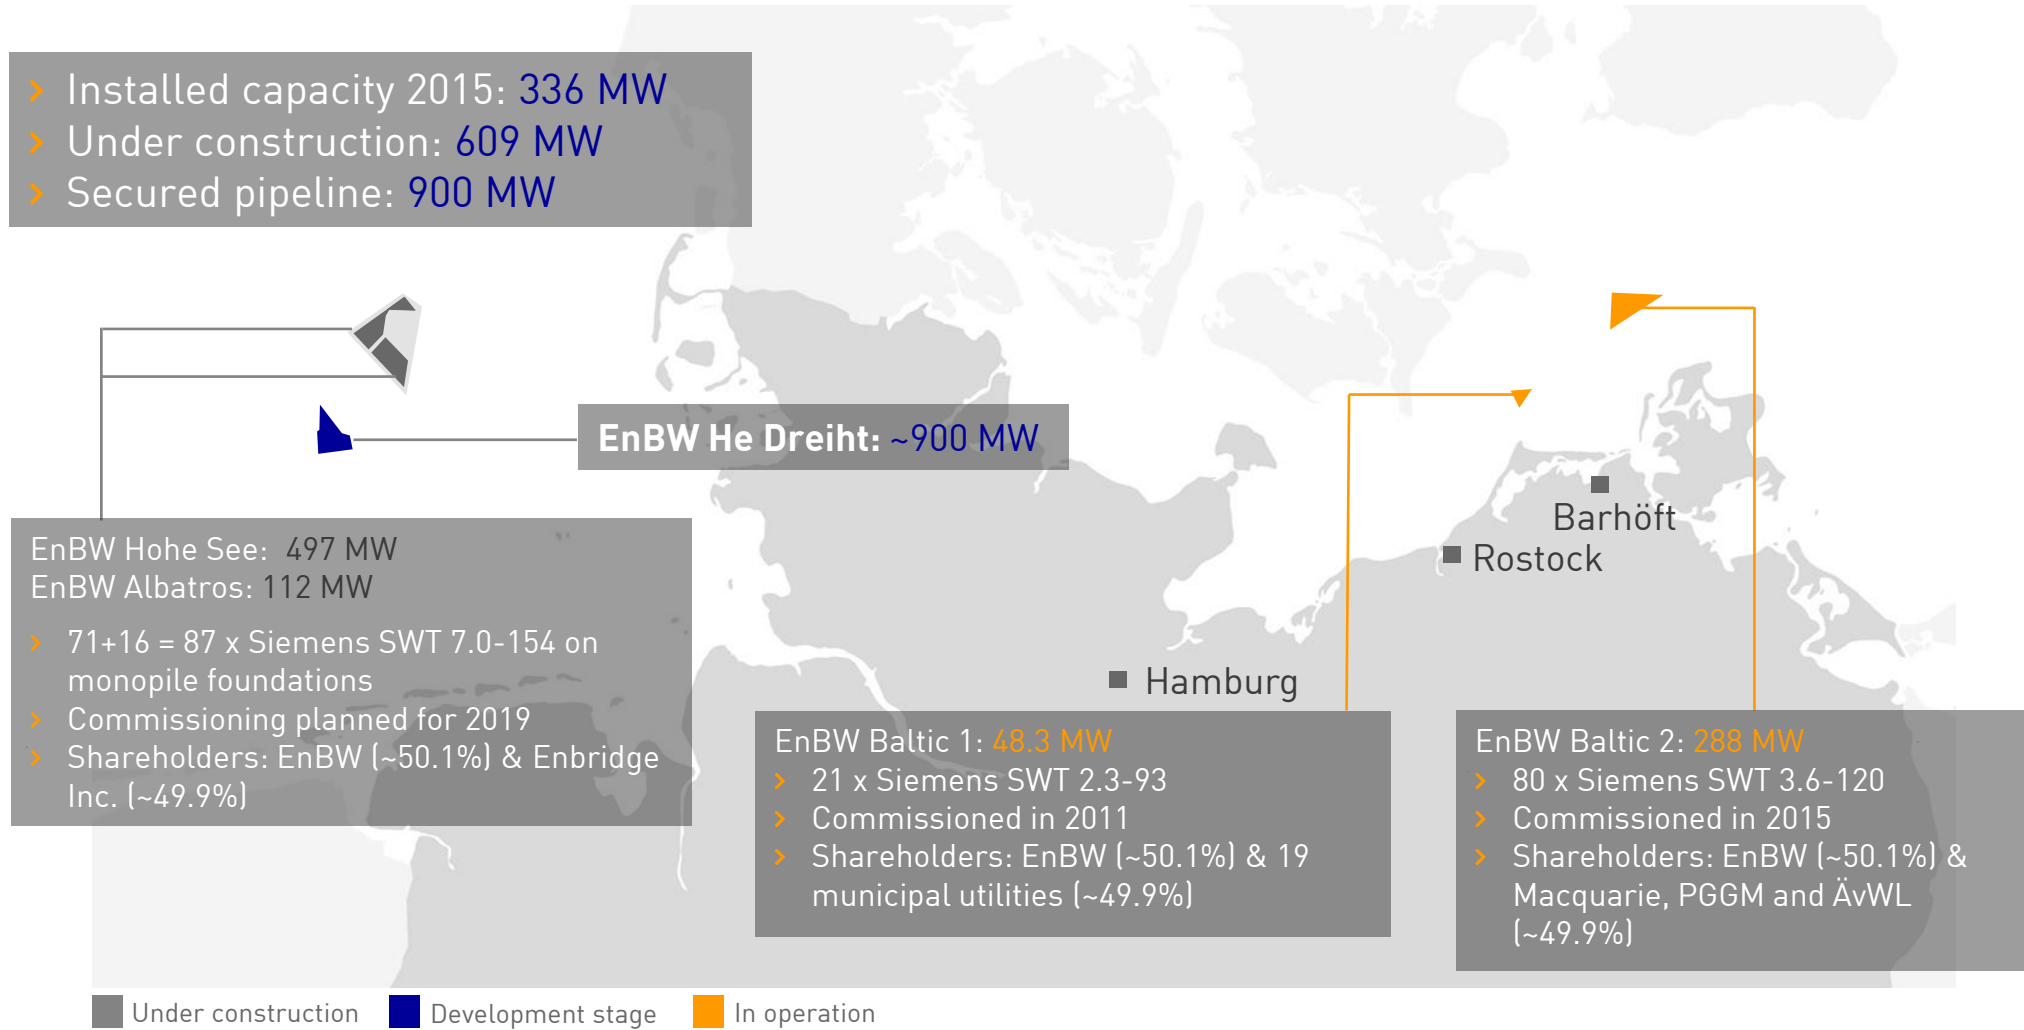 Installed capacity 2015: 336 MW
Under construction: 609 MW
Secured pipeline: 900 MW
EnBW He Dreiht: ~900 MW
EnBW Hohe See: 497 MW
EnBW Albatros: 112 MW
71+16 = 87 x Siemens SWT 7.0-154 on
monopile foundations
Commissioning planned for 2019
Shareholders: EnBW (~50.1%) & Enbridge
Inc. (~49.9%)
Barhöft
Rostock
Hamburg
EnBW Baltic 1: 48.3 MW
21 x Siemens SWT 2.3-93
Commissioned in 2011
Shareholders: EnBW (~50.1%) & 19
municipal utilities (~49.9%)
EnBW Baltic 2: 288 MW
80 x Siemens SWT 3.6-120
Commissioned in 2015
Shareholders: EnBW (~50.1%) &
Macquarie, PGGM and ÄvWL
(~49.9%)
Under construction
Development stage
In operation